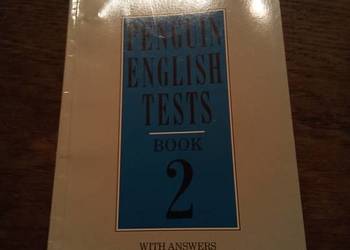 PENGUIN
ENGLISH
TESTS
BOOK
2
WITH ANSWERS